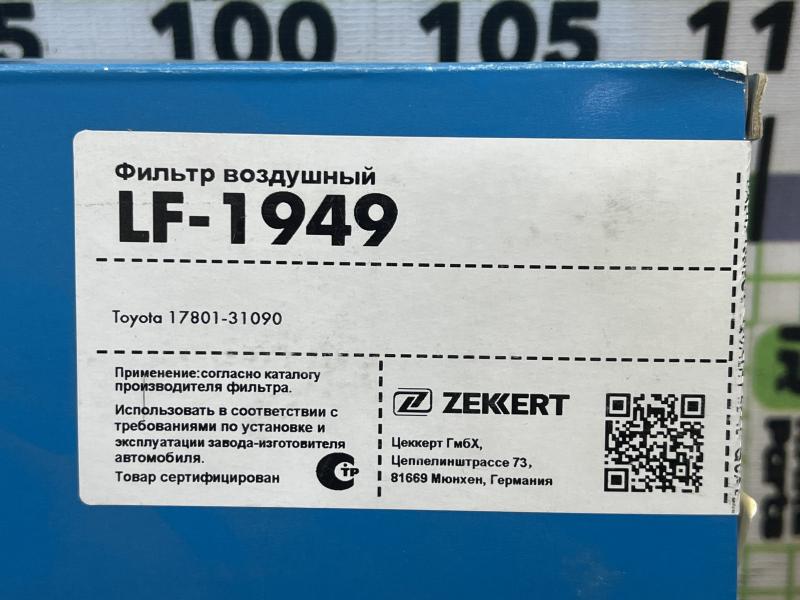 5 100 105 11
Фильтр воздушный
LF-1949
Toyota 17801-31090
Применение:согласно каталогу
производителя фильтра.
Использовать в соответствии с
требованиями по установке и
эксплуатации завода-изготовителя
автомобиля.
Товар сертифицирован
СТР
ZEKKERT
Цеккерт ГмбХ,
Цеппелинштрассе 73,
81669 Мюнхен, Германия